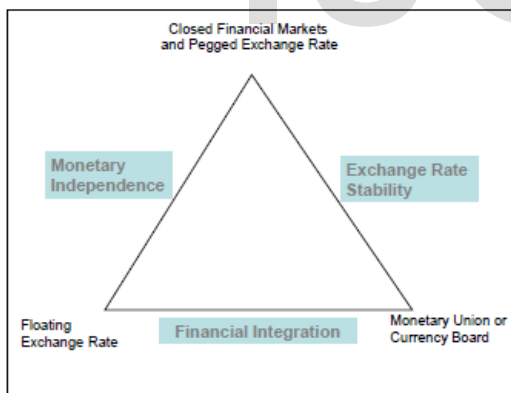 Closed Financial Markets
and Pegged Exchange Rate
Monetary
Independence
Exchange Rate
Stability
Floating
Exchange Rate
Financial Integration
Monetary Union or
Currency Board